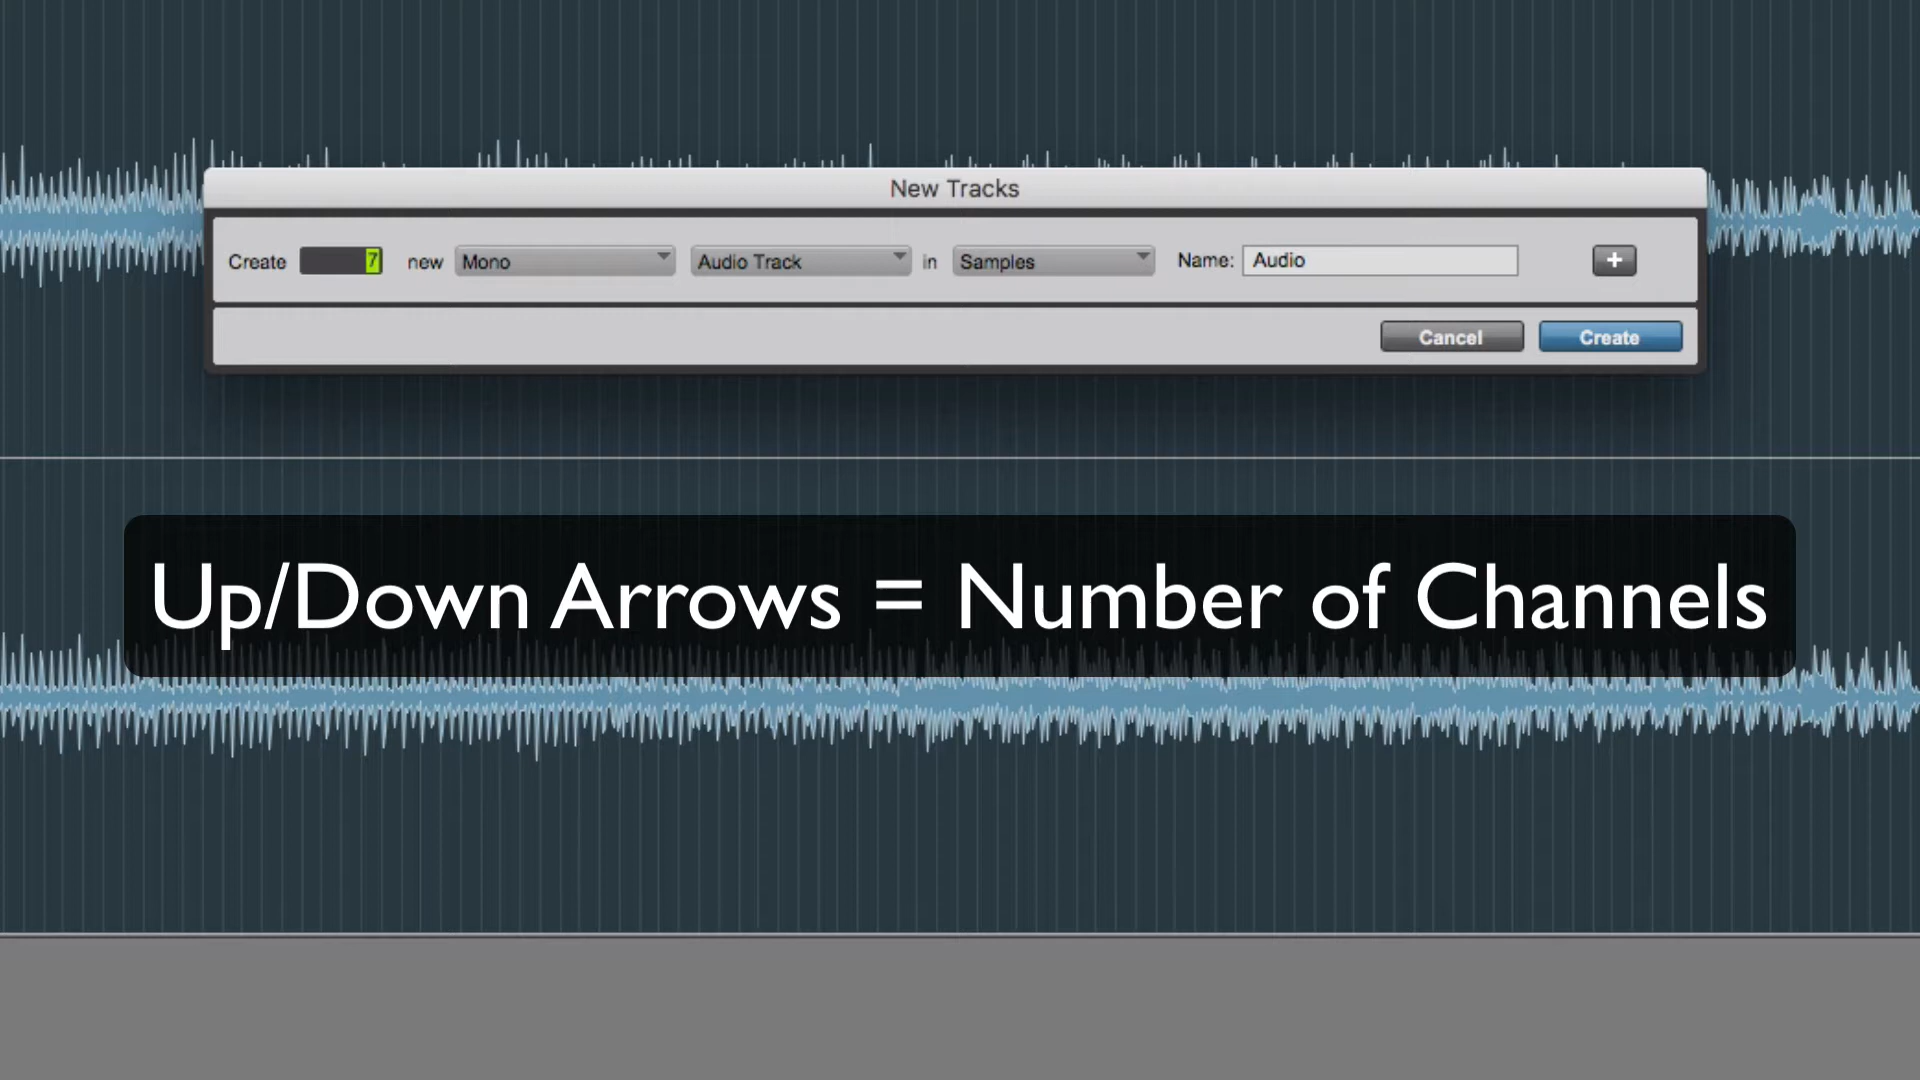 New Tracks
Create 7 new Mono Audio Track in Samples Name: Audio +
Cancel Create
Up/Down Arrows = Number of Channels